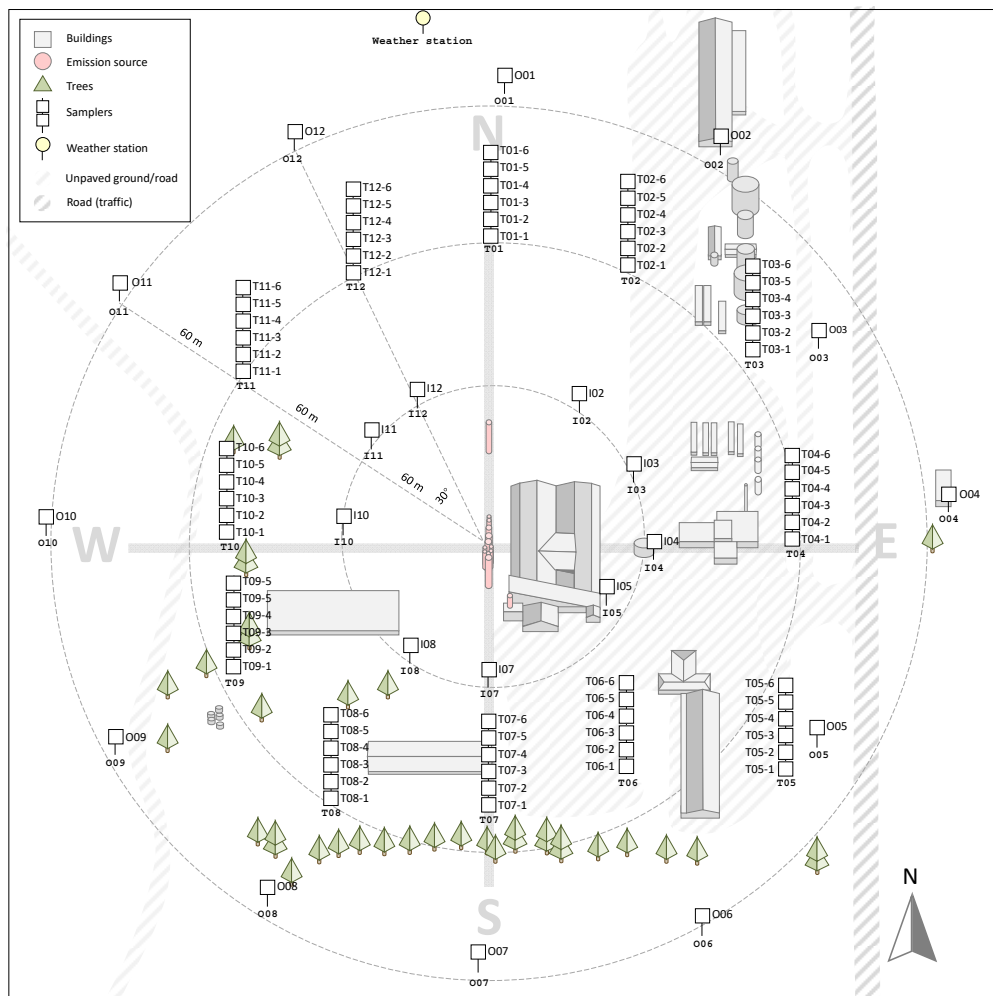 Buildings
Emission source
Trees
Samplers
Weather station
Unpaved ground/road
Road (traffic)
Weather station
O01
O01
O12
O12
O02
O02
N
T01-6
T01-5
T01-4
T01-3
T01-2
T01-1
T01
T12-6
T12-5
T12-4
T12-3
T12-2
T12-1
T12
T02-6
T02-5
T02-4
T02-3
T02-2
T02-1
T02
T03-6
T03-5
T03-4
T03-3
T03-2
T03-1
T03
O03
O03
O11
O11
T11-6
T11-5
T11-4
T11-3
T11-2
T11-1
T11
60 m
60 m
60 m
30°
I12
I12
I11
I11
I02
I02
I03
I03
I10
I10
I04
I04
I05
I05
I08
I08
I07
I07
T10-6
T10-5
T10-4
T10-3
T10-2
T10-1
T10
T04-6
T04-5
T04-4
T04-3
T04-2
T04-1
T04
O04
O04
O10
O10
W
E
T09-5
T09-5
T09-4
T09-3
T09-2
T09-1
T09
O09
O09
T08-6
T08-5
T08-4
T08-3
T08-2
T08-1
T08
T07-6
T07-5
T07-4
T07-3
T07-2
T07-1
T07
T06-6
T06-5
T06-4
T06-3
T06-2
T06-1
T06
T05-6
T05-5
T05-4
T05-3
T05-2
T05-1
T05
O05
O05
O08
O08
S
O07
O07
O06
O06
N